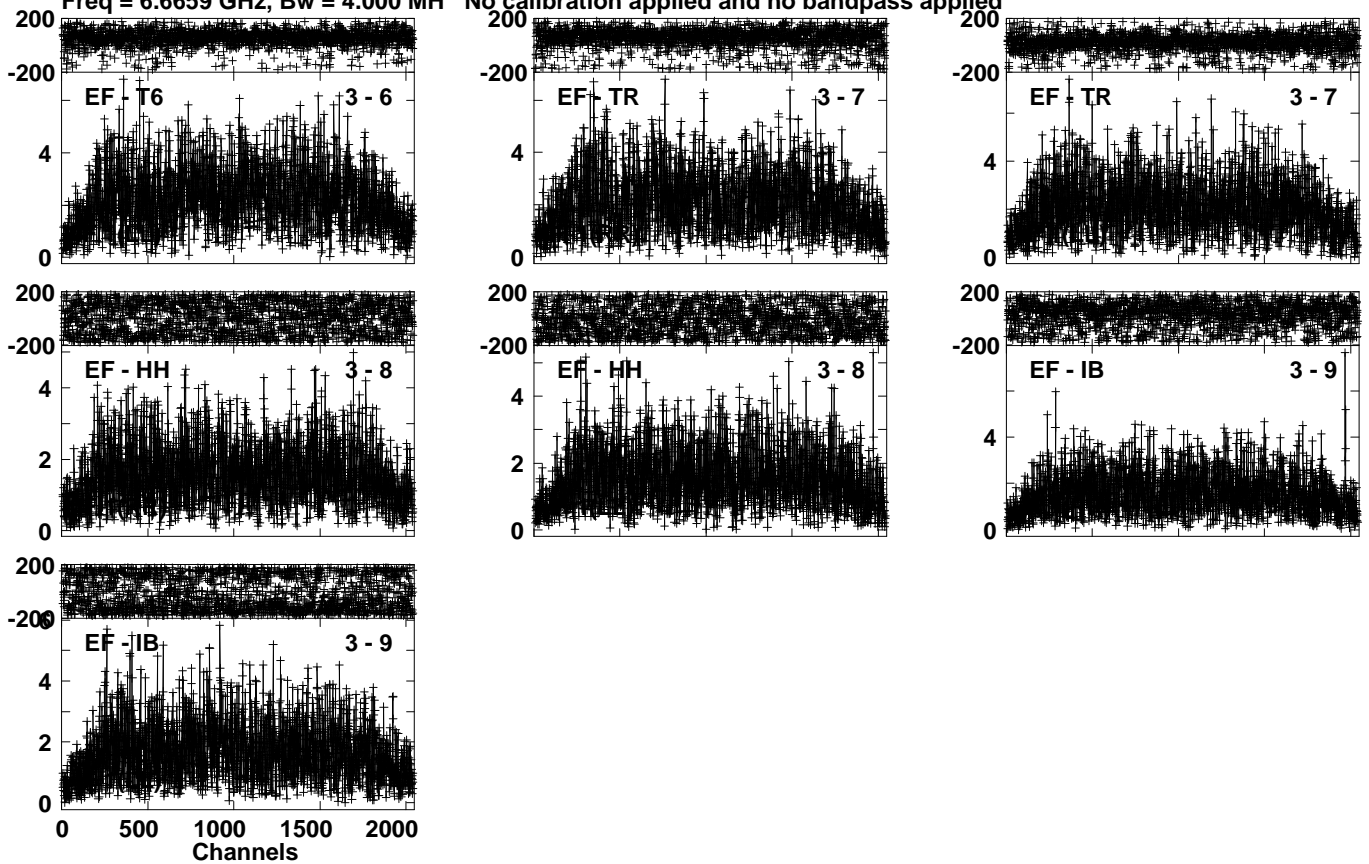 Freq = 6.6659 GHz, Bw = 4.000 MH No calibration applied and no bandpass applied
200 200 200
-200 -200 -200
EF - T6 3 - 6 EF - TR 3 - 7 EF - TR 3 - 7
4 4 4
0 0 0
200 200 200
-200 -200 -200
EF - HH 3 - 8 EF - HH 3 - 8 EF - IB 3 - 9
4 4 4
2 2
0 0 0
200
-200
6
EF - IB 3 - 9
4
2
0
0 500 1000 1500 2000
Channels